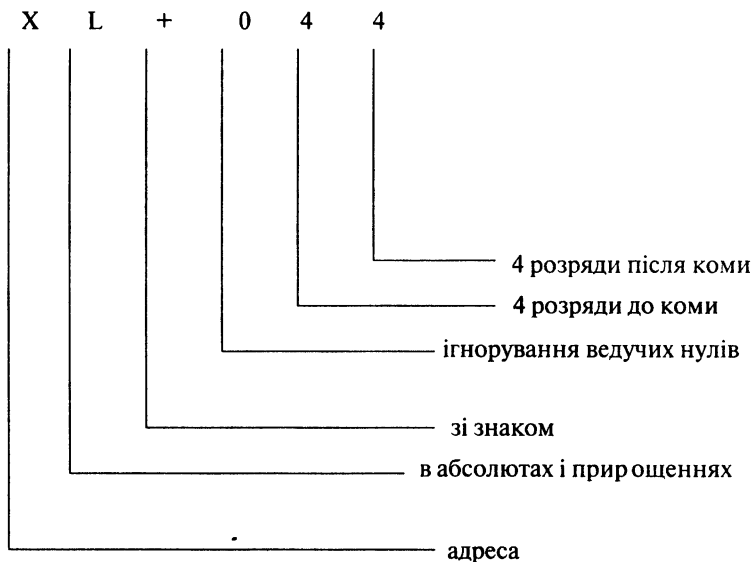 X L + 0 4 4
4 розряди після коми
4 розряди до коми
ігнорування ведучих нулів
зі знаком
в абсолютах і прирощеннях
адреса